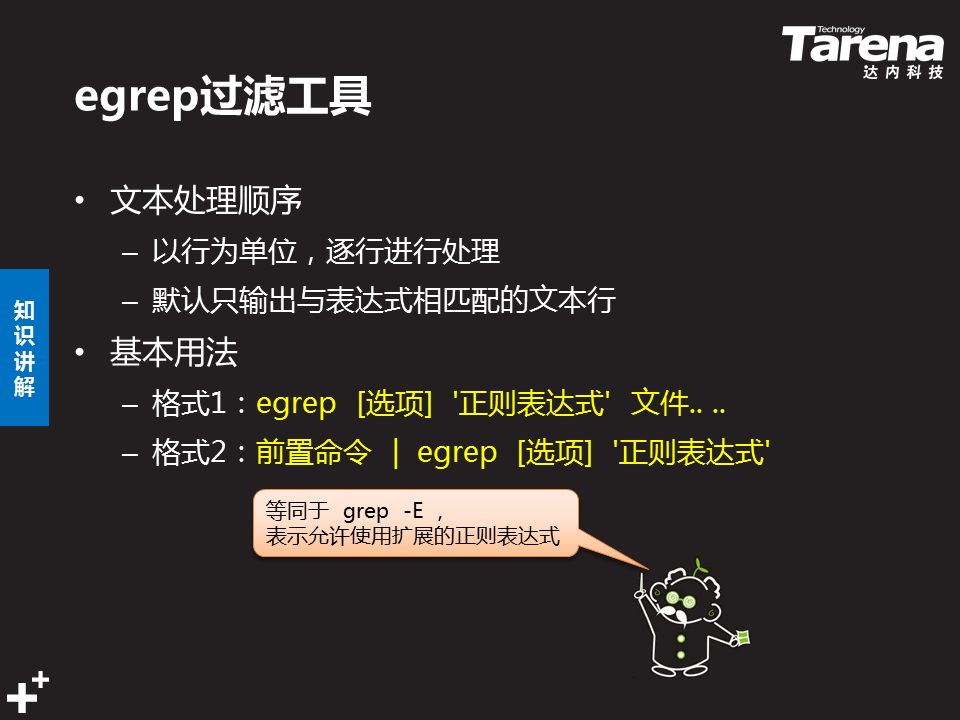 Technology
Tarena
达内科技
egrep过滤工具
• 文本处理顺序
– 以行为单位，逐行进行处理
– 默认只输出与表达式相匹配的文本行
• 基本用法
– 格式1：egrep [选项] '正则表达式' 文件.. ..
– 格式2：前置命令 | egrep [选项] '正则表达式'
知识讲解
等同于 grep -E ，
表示允许使用扩展的正则表达式